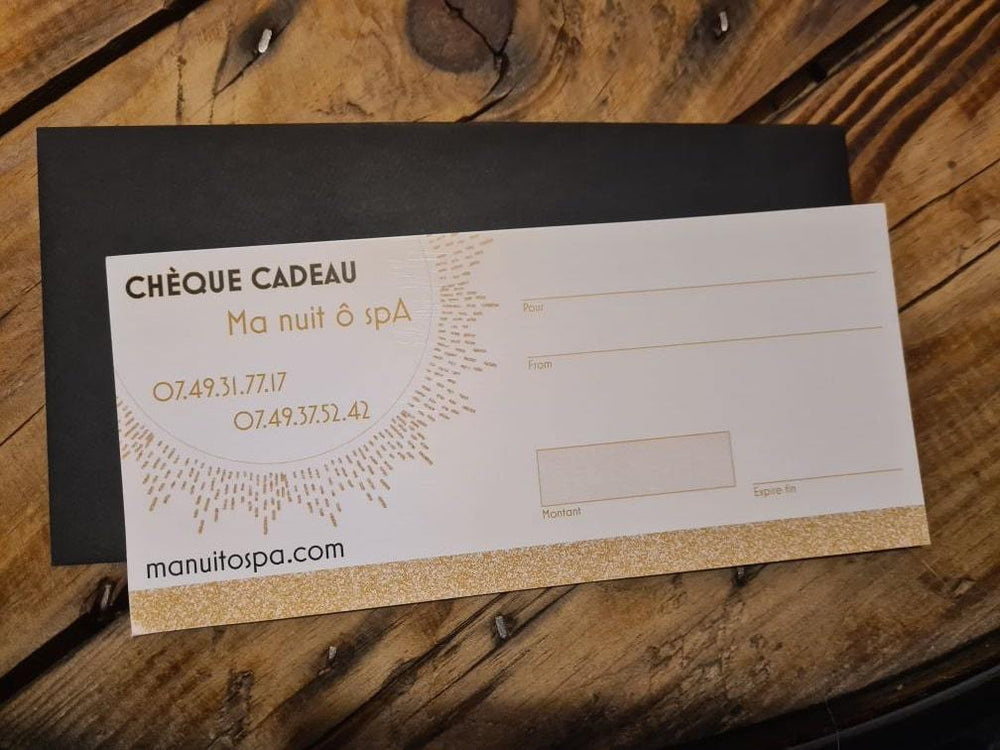 CHÈQUE CADEAU
Ma nuit ô spA
07.49.31.77.17
07.49.37.52.42
manuitospa.com
Pour
From
Montant
Expire fin